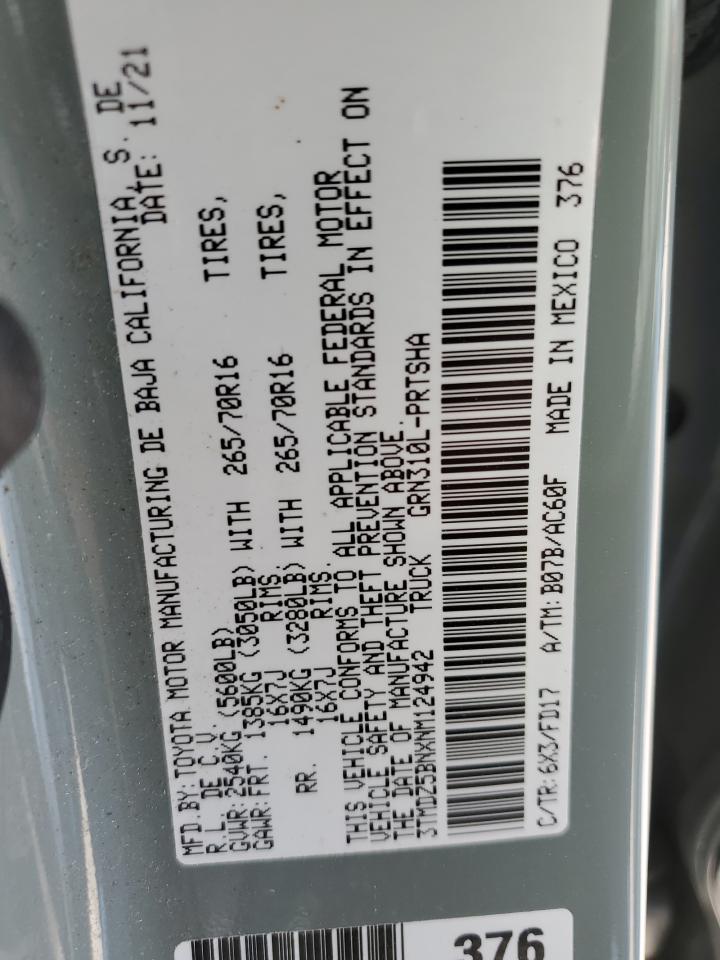 MFD.BY:TOYOTA MOTOR MANUFACTURING DE BAJA CALIFORNIA, S. DE
R.L. DE C.V. DATE: 11/21
GVWR:2540KG (5600LB)
GAWR:FRT. 1385KG (3050LB) WITH 265/70R16 TIRES,
16X7J RIMS.
RR. 1490KG (3280LB) WITH 265/70R16 TIRES,
16X7J RIMS.
THIS VEHICLE CONFORMS TO ALL APPLICABLE FEDERAL MOTOR
VEHICLE SAFETY AND THEFT PREVENTION STANDARDS IN EFFECT ON
THE DATE OF MANUFACTURE SHOWN ABOVE.
3TMDZ5BNXNM124942 TRUCK GRN310L-PRTSHA
C/TR:6X3/FD17 A/TM:B07B/AC60F MADE IN MEXICO 376
376